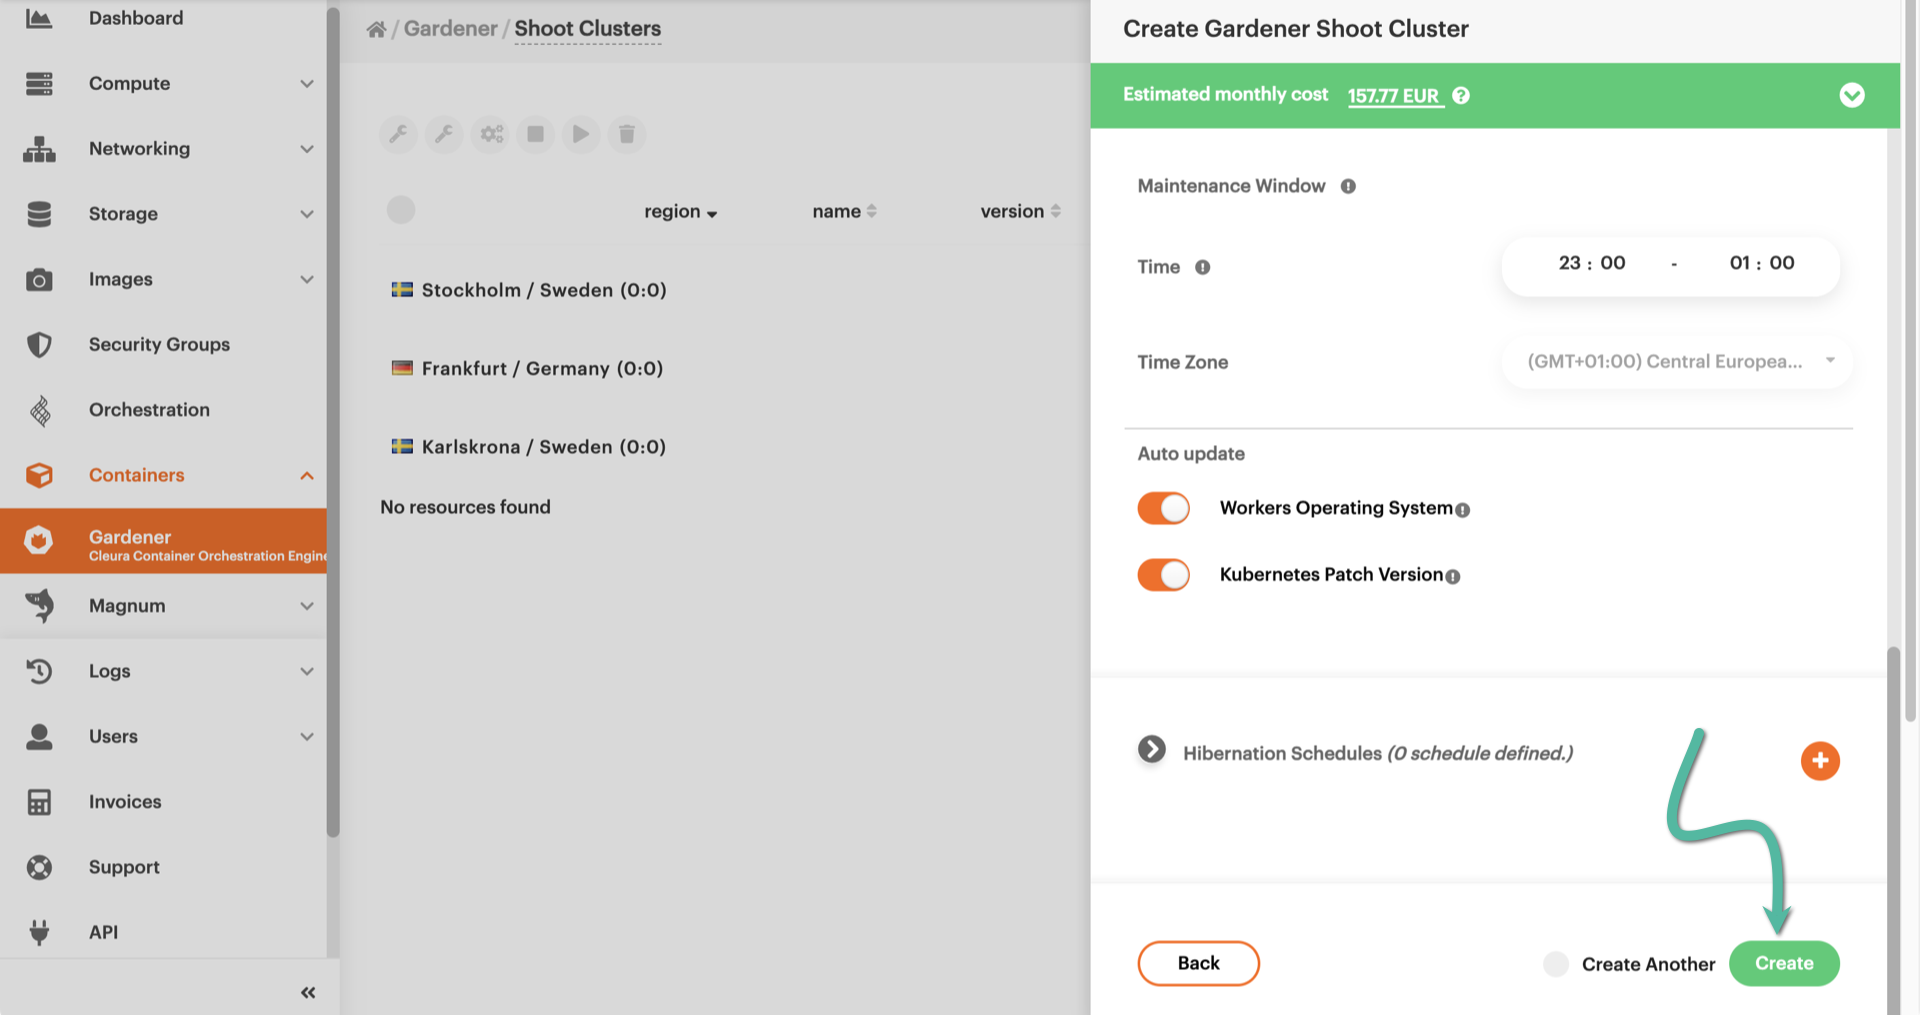 Dashboard
Compute
Networking
Storage
Images
Security Groups
Orchestration
Containers
Gardener
Cleura Container Orchestration Engine
Magnum
Logs
Users
Invoices
Support
API
/ Gardener / Shoot Clusters
region name version
Stockholm / Sweden (0:0)
Frankfurt / Germany (0:0)
Karlskrona / Sweden (0:0)
No resources found
Create Gardener Shoot Cluster
Estimated monthly cost 157.77 EUR
Maintenance Window
Time 23 : 00 - 01 : 00
Time Zone (GMT+01:00) Central Europea...
Auto update
Workers Operating System
Kubernetes Patch Version
Hibernation Schedules (0 schedule defined.)
Back Create Another Create